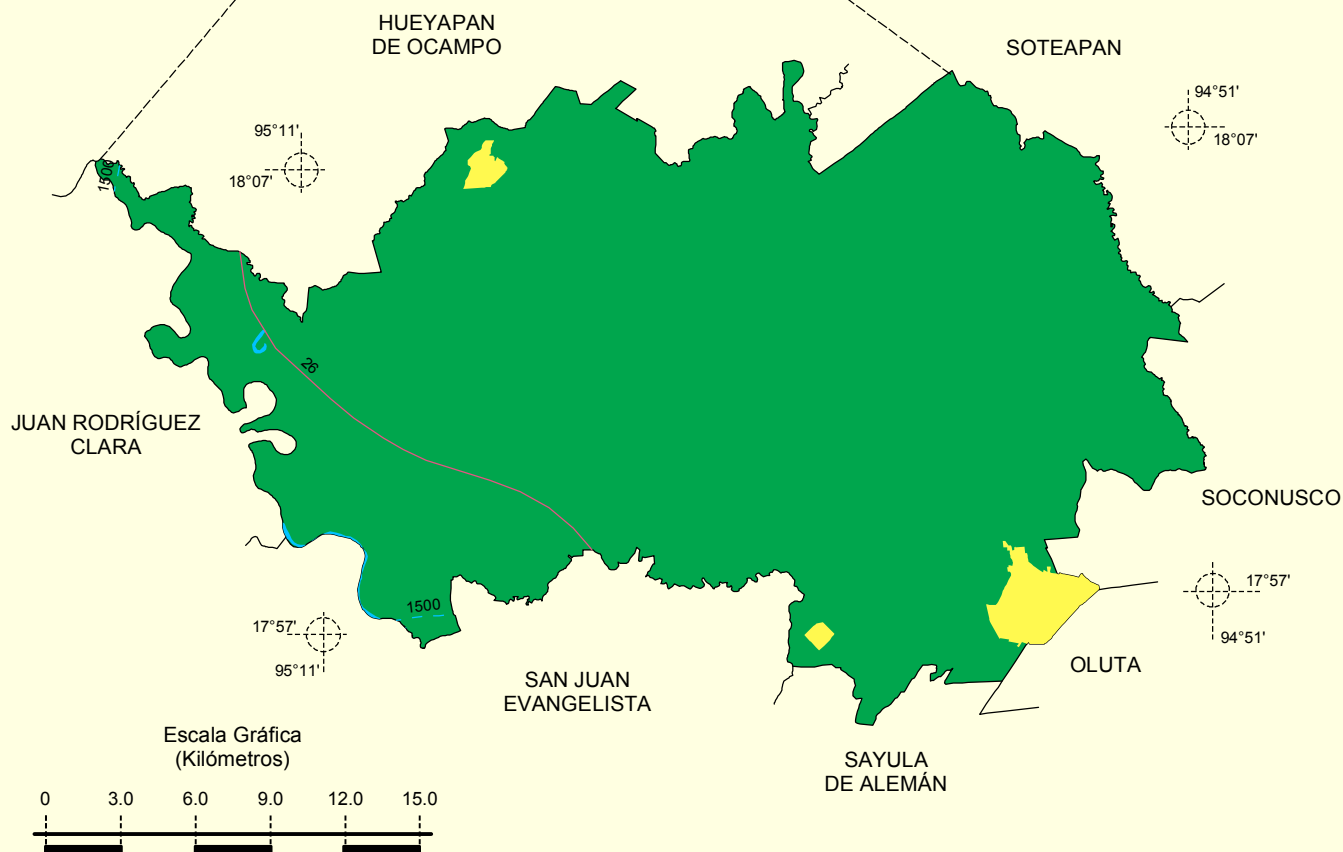 HUEYAPAN
DE OCAMPO
SOTEAPAN
94°51'
18°07'
95°11'
18°07'
1500
26
JUAN RODRÍGUEZ
CLARA
SOCONUSCO
17°57'
94°51'
1500
17°57'
95°11'
OLUTA
SAN JUAN
EVANGELISTA
SAYULA
DE ALEMÁN
Escala Gráfica
(Kilómetros)
0 3.0 6.0 9.0 12.0 15.0